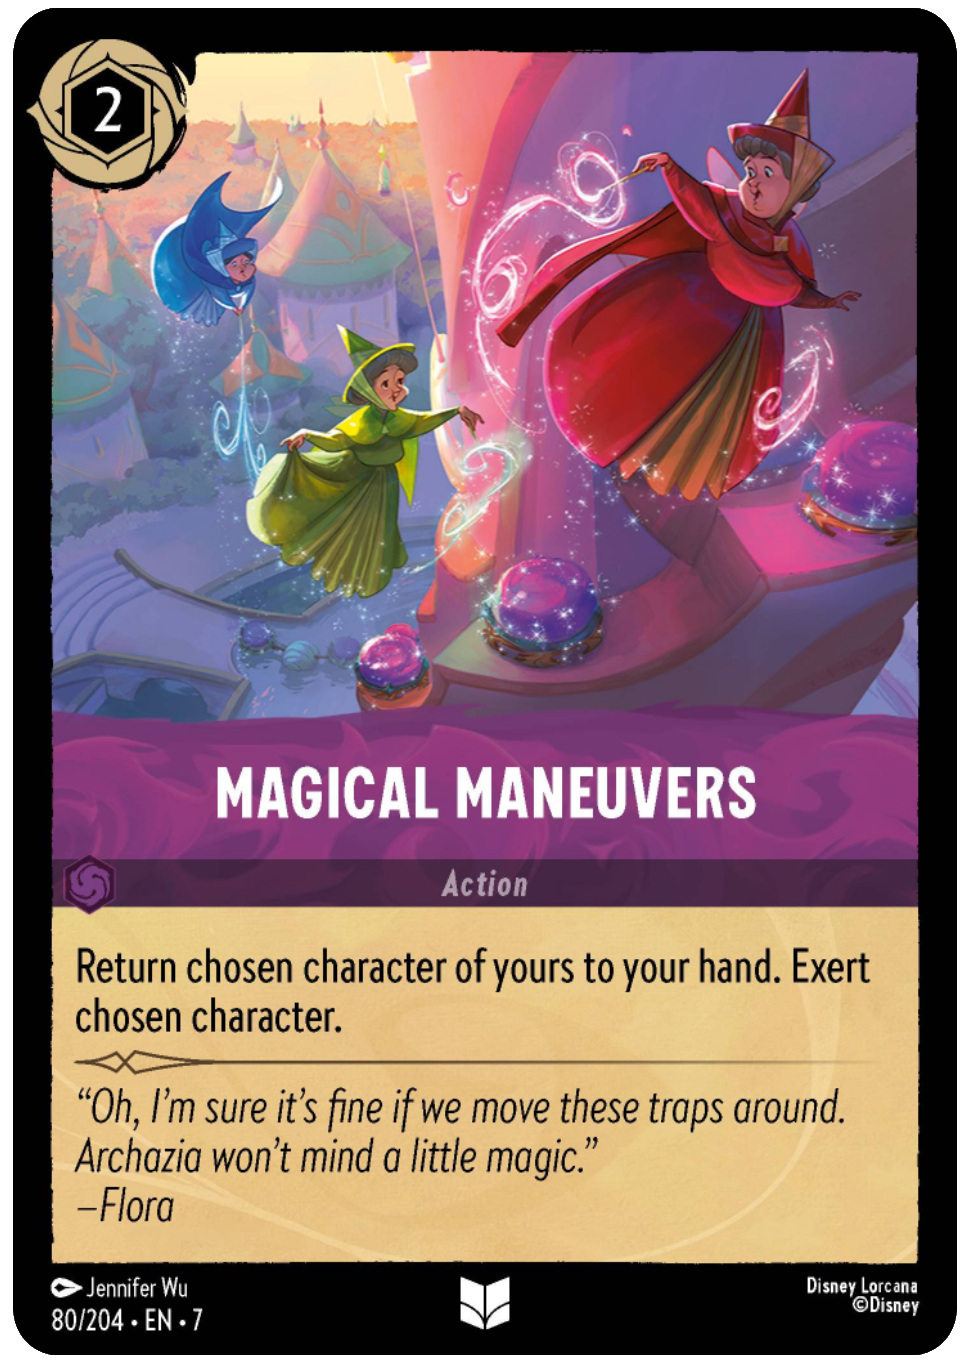 2
MAGICAL MANEUVERS
Action
Return chosen character of yours to your hand. Exert
chosen character.
“Oh, I’m sure it’s fine if we move these traps around.
Archazia won’t mind a little magic.”
–Flora
Jennifer Wu
80/204 • EN • 7
Disney Lorcana
©Disney